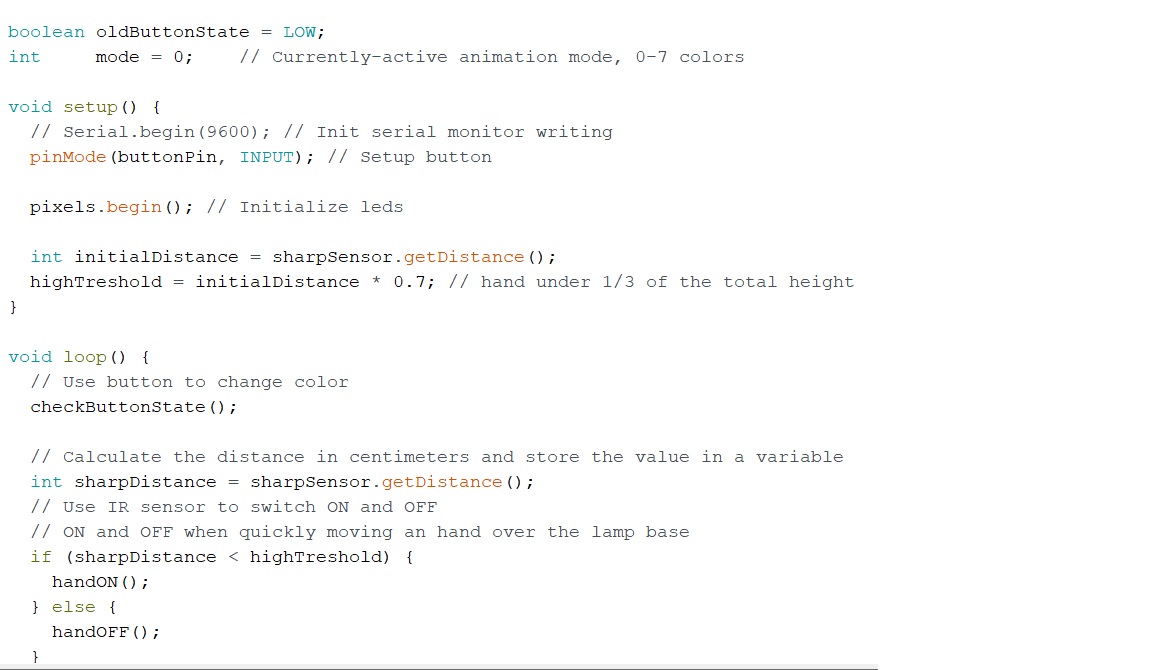 boolean oldButtonState = LOW;
int     mode = 0;    // Currently-active animation mode, 0-7 colors
void setup() {
  // Serial.begin(9600); // Init serial monitor writing
  pinMode(buttonPin, INPUT); // Setup button
  pixels.begin(); // Initialize leds
  int initialDistance = sharpSensor.getDistance();
  highTreshold = initialDistance * 0.7; // hand under 1/3 of the total height
}
void loop() {
  // Use button to change color
  checkButtonState();
  // Calculate the distance in centimeters and store the value in a variable
  int sharpDistance = sharpSensor.getDistance();
  // Use IR sensor to switch ON and OFF
  // ON and OFF when quickly moving an hand over the lamp base
  if (sharpDistance < highTreshold) {
    handON();
  } else {
    handOFF();
  }